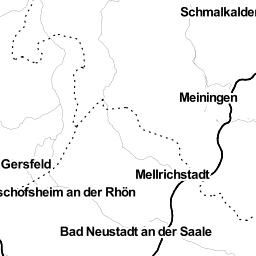 Schmalkalden
Meiningen
Gersfeld
Mellrichstadt
schofsheim an der Rhön
Bad Neustadt an der Saale